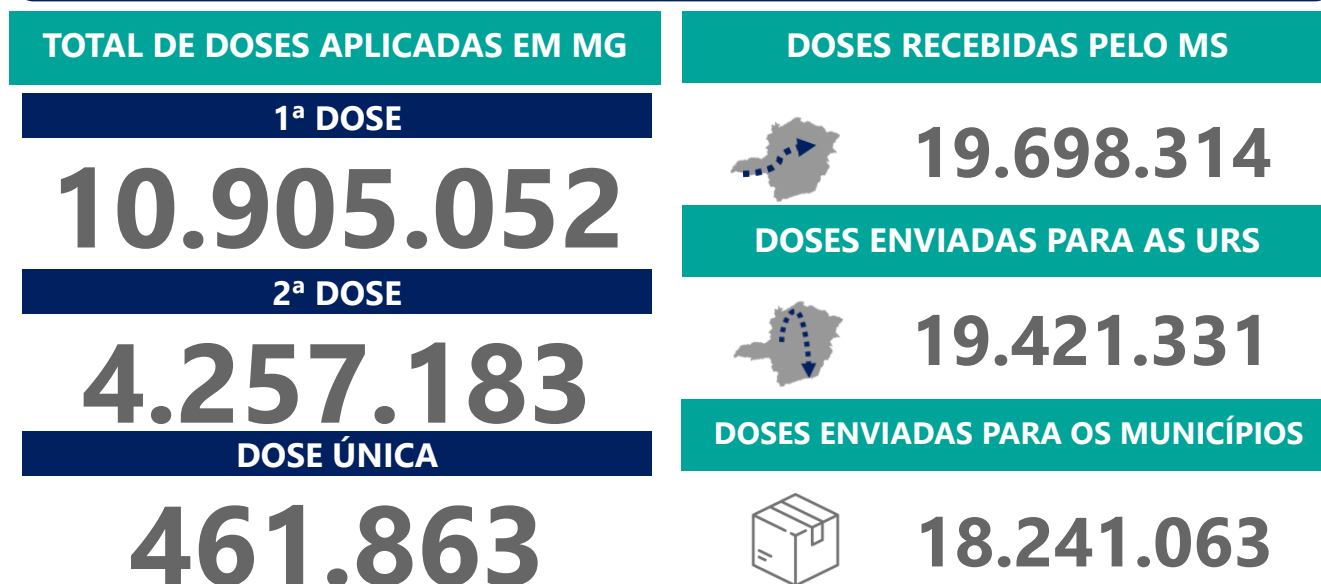 TOTAL DE DOSES APLICADAS EM MG
1ª DOSE
10.905.052
2ª DOSE
4.257.183
DOSE ÚNICA
461.863
DOSES RECEBIDAS PELO MS
19.698.314
DOSES ENVIADAS PARA AS URS
19.421.331
DOSES ENVIADAS PARA OS MUNICÍPIOS
18.241.063